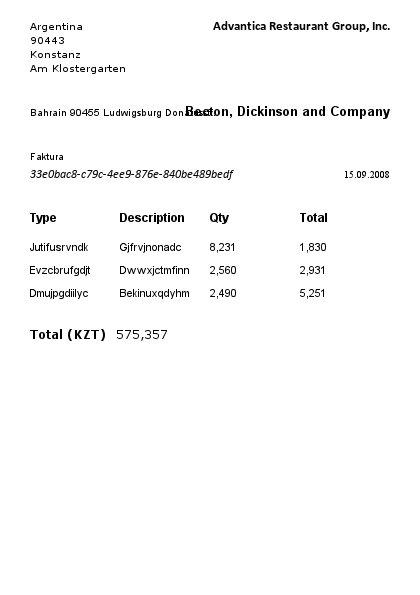 Argentina
Advantica Restaurant Group, Inc.
90443
Konstanz
Am Klostergarten
Bahrain 90455 Ludwigsburg
Becton, Dickinson and Company
Faktura
33e0bac8-c79c-4ee9-876e-840be489bedf
15.09.2008
Type Description Qty Total
Jutifusrvndk Gjfrvjnonadc 8,231 1,830
Evzcbrufgdjt Dwwxjctmfinn 2,560 2,931
Dmujpgdiilyc Bekinuxqdyhm 2,490 5,251
Total (KZT) 575,357